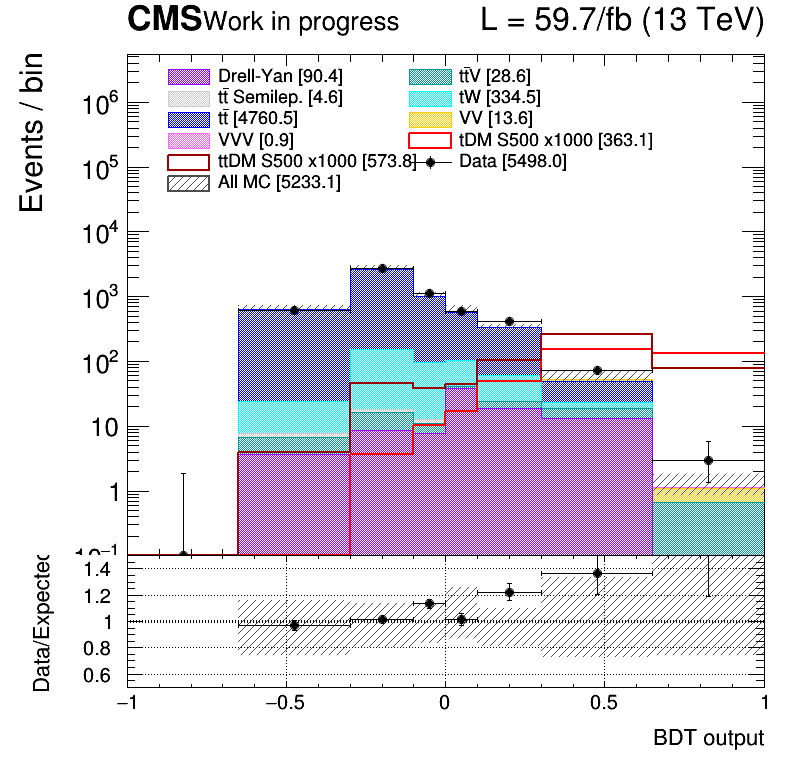 CMS Work in progress L = 59.7/fb (13 TeV)
Events / bin
Drell-Yan [90.4] tt̄V [28.6]
tt̄ Semilep. [4.6] tW [334.5]
tt̄ [4760.5] VV [13.6]
VVV [0.9] tDM S500 x1000 [363.1]
ttDM S500 x1000 [573.8] Data [5498.0]
All MC [5233.1]
10⁶
10⁵
10⁴
10³
10²
10
1
10⁻¹
Data/Expected
1.4
1.2
1
0.8
0.6
−1 −0.5 0 0.5 1
BDT output